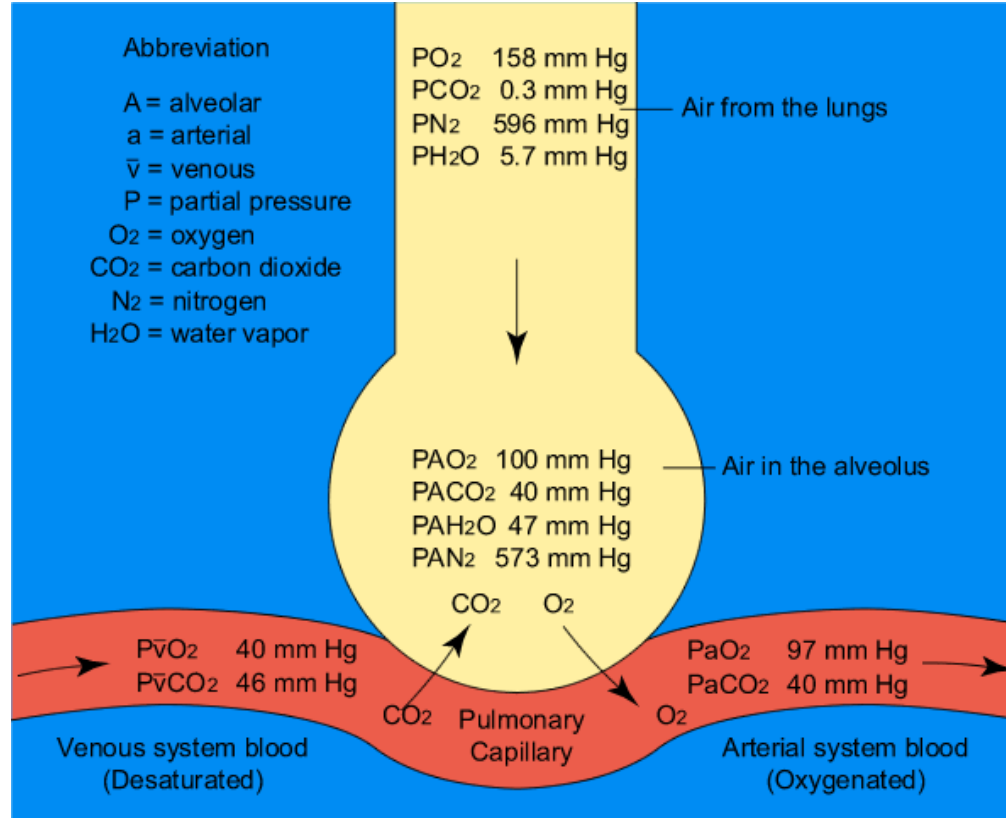 Abbreviation
A = alveolar
a = arterial
v̄ = venous
P = partial pressure
O₂ = oxygen
CO₂ = carbon dioxide
N₂ = nitrogen
H₂O = water vapor
PO₂ 158 mm Hg
PCO₂ 0.3 mm Hg
PN₂ 596 mm Hg
PH₂O 5.7 mm Hg
Air from the lungs
PAO₂ 100 mm Hg
PACO₂ 40 mm Hg
PAH₂O 47 mm Hg
PAN₂ 573 mm Hg
Air in the alveolus
CO₂ O₂
Pv̄O₂ 40 mm Hg
Pv̄CO₂ 46 mm Hg
CO₂
Pulmonary
Capillary
O₂
PaO₂ 97 mm Hg
PaCO₂ 40 mm Hg
Venous system blood
(Desaturated)
Arterial system blood
(Oxygenated)